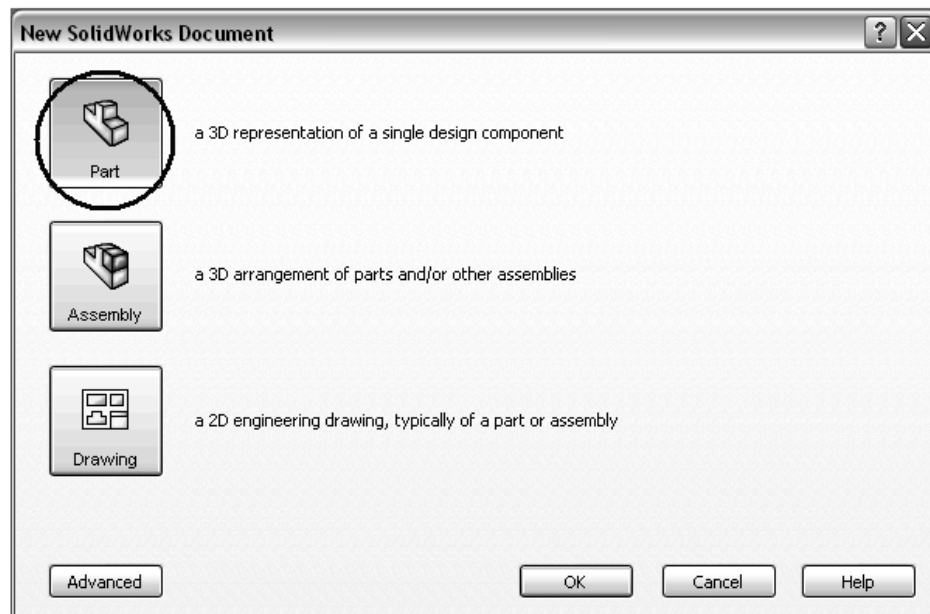 New SolidWorks Document
?
X
Part
a 3D representation of a single design component
Assembly
a 3D arrangement of parts and/or other assemblies
Drawing
a 2D engineering drawing, typically of a part or assembly
Advanced
OK
Cancel
Help